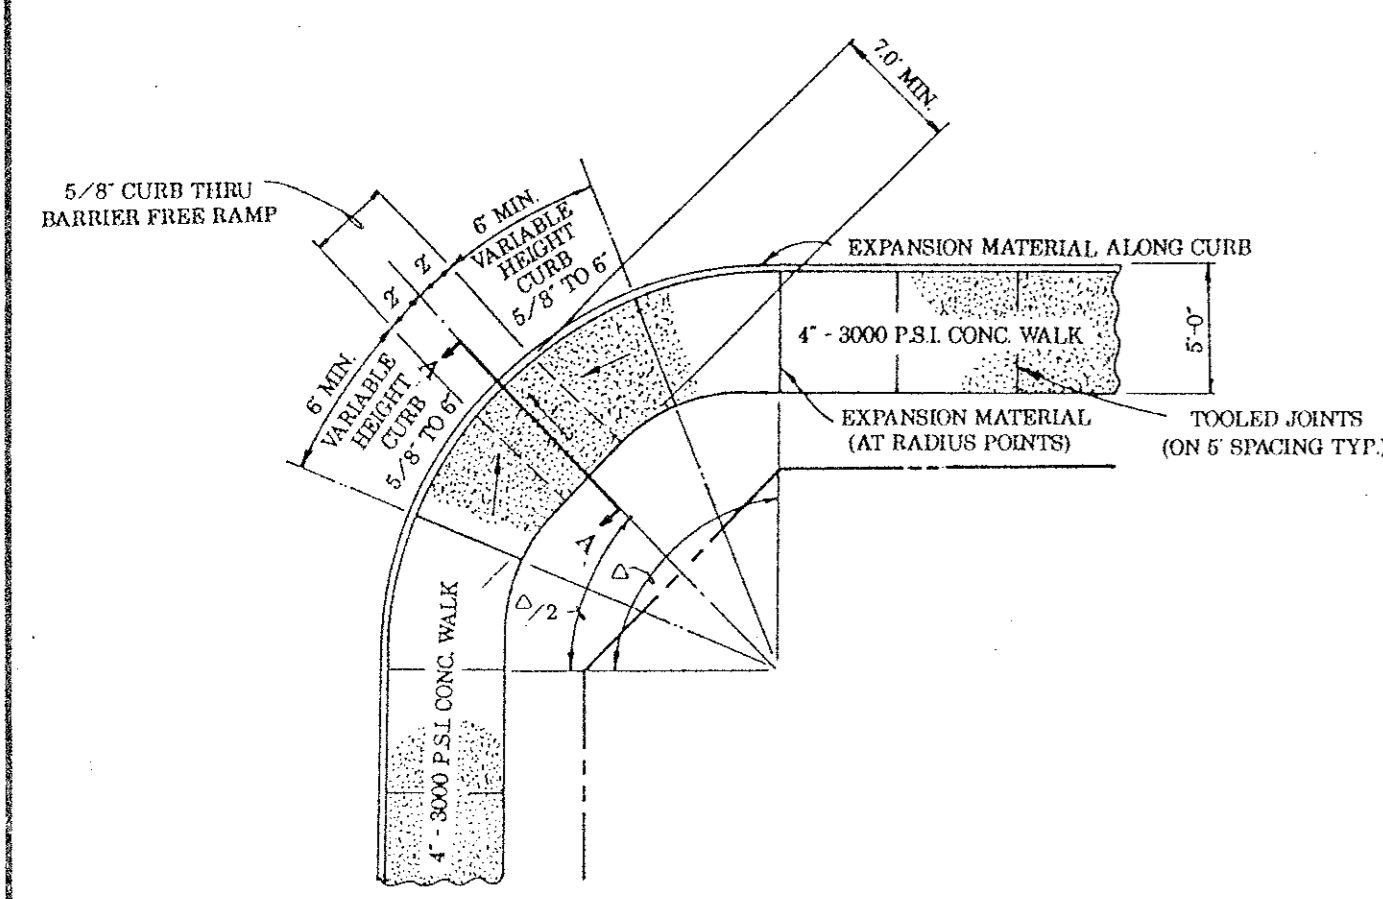 7.0' MIN.
5/8" CURB THRU
BARRIER FREE RAMP
6' MIN.
VARIABLE
HEIGHT
CURB
5/8" TO 6"
2'
2'
6' MIN.
VARIABLE
HEIGHT
CURB
5/8" TO 6"
A
EXPANSION MATERIAL ALONG CURB
4" - 3000 P.S.I. CONC. WALK
5'-0"
EXPANSION MATERIAL
(AT RADIUS POINTS)
TOOLED JOINTS
(ON 5' SPACING TYP.)
A
Δ
Δ/2
4" - 3000 P.S.I. CONC. WALK